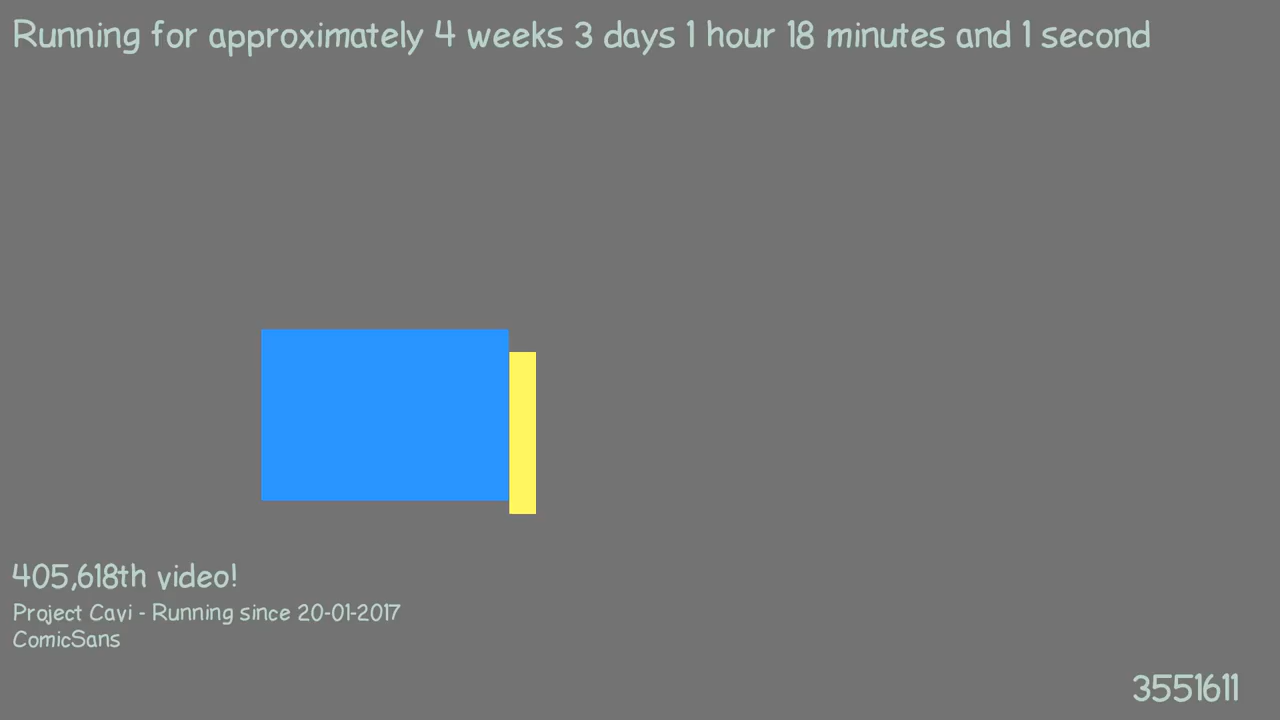 Running for approximately 4 weeks 3 days 1 hour 18 minutes and 1 second
405,618th video!
Project Cavi - Running since 20-01-2017
ComicSans
3551611